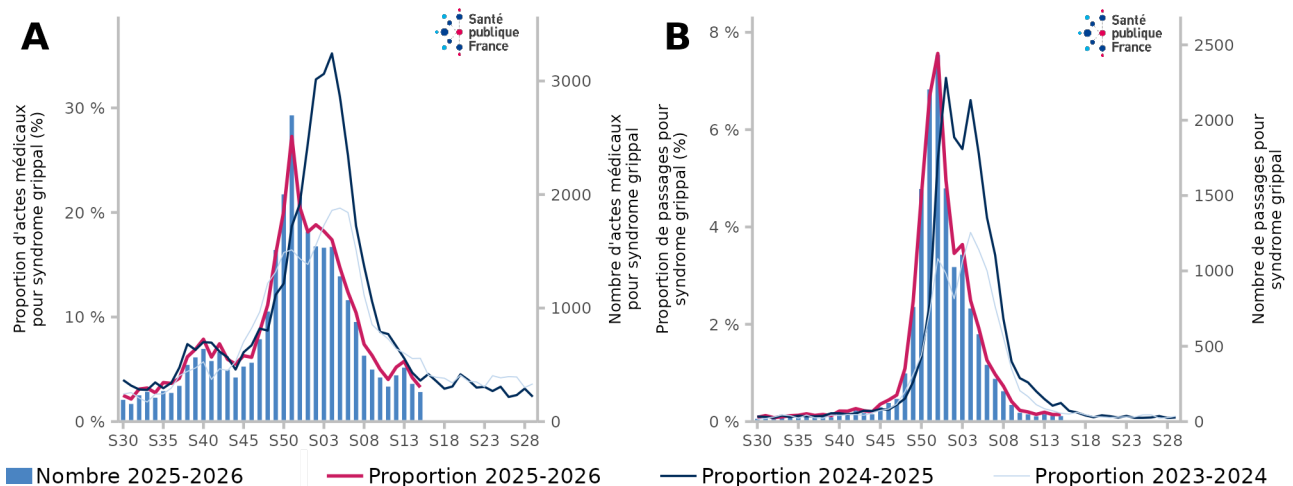 A
Santé
publique
France
Proportion d'actes médicaux
pour syndrome grippal (%)
30 %
20 %
10 %
0 %
3000
2000
1000
0
Nombre d'actes médicaux
pour syndrome grippal
S30 S35 S40 S45 S50 S03 S08 S13 S18 S23 S28
B
Santé
publique
France
Proportion de passages pour
syndrome grippal (%)
8 %
6 %
4 %
2 %
0 %
2500
2000
1500
1000
500
0
Nombre de passages pour
syndrome grippal
S30 S35 S40 S45 S50 S03 S08 S13 S18 S23 S28
Nombre 2025-2026 Proportion 2025-2026 Proportion 2024-2025 Proportion 2023-2024